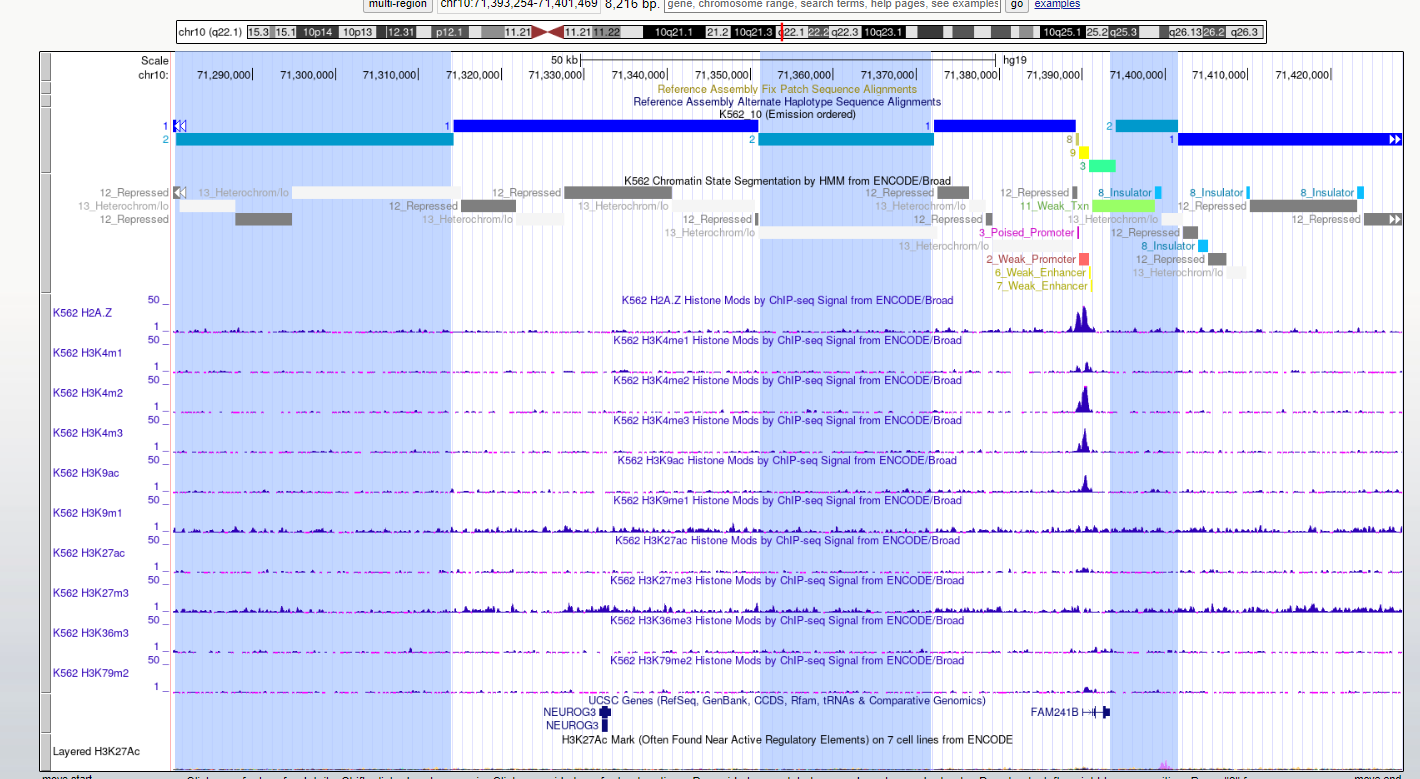 multi-region chr10:71,393,254-71,401,469 8,216 bp. gene, chromosome range, search terms, help pages, see examples go examples
chr10 (q22.1) 15.3 15.1 10p14 10p13 12.31 p12.1 11.21 11.21 11.22 10q11.21 21.2 10q21.3 q22.1 22.2 q22.3 10q23.1 10q25.1 25.2 q25.3 q26.13 26.2 q26.3
Scale 50 kb hg19
chr10: 71,290,000 71,300,000 71,310,000 71,320,000 71,330,000 71,340,000 71,350,000 71,360,000 71,370,000 71,380,000 71,390,000 71,400,000 71,410,000 71,420,000
Reference Assembly Fix Patch Sequence Alignments
Reference Assembly Alternate Haplotype Sequence Alignments
K562_10 (Emission ordered)
1 1 1 2
2 2 8 1
9
3
K562 Chromatin State Segmentation by HMM from ENCODE/Broad
12_Repressed 13_Heterochrom/lo 12_Repressed 12_Repressed 12_Repressed 8_Insulator 8_Insulator 8_Insulator
13_Heterochrom/lo 12_Repressed 13_Heterochrom/lo 13_Heterochrom/lo 11_Weak_Txn 12_Repressed
12_Repressed 13_Heterochrom/lo 12_Repressed 12_Repressed 13_Heterochrom/lo 12_Repressed
13_Heterochrom/lo 3_Poised_Promoter 12_Repressed
13_Heterochrom/lo 8_Insulator
2_Weak_Promoter 12_Repressed
6_Weak_Enhancer 13_Heterochrom/lo
7_Weak_Enhancer
50 _ K562 H2A.Z Histone Mods by ChIP-seq Signal from ENCODE/Broad
K562 H2A.Z
1 _
50 _ K562 H3K4me1 Histone Mods by ChIP-seq Signal from ENCODE/Broad
K562 H3K4m1
1 _
50 _ K562 H3K4me2 Histone Mods by ChIP-seq Signal from ENCODE/Broad
K562 H3K4m2
1 _
50 _ K562 H3K4me3 Histone Mods by ChIP-seq Signal from ENCODE/Broad
K562 H3K4m3
1 _
50 _ K562 H3K9ac Histone Mods by ChIP-seq Signal from ENCODE/Broad
K562 H3K9ac
1 _
50 _ K562 H3K9me1 Histone Mods by ChIP-seq Signal from ENCODE/Broad
K562 H3K9m1
1 _
50 _ K562 H3K27ac Histone Mods by ChIP-seq Signal from ENCODE/Broad
K562 H3K27ac
1 _
50 _ K562 H3K27me3 Histone Mods by ChIP-seq Signal from ENCODE/Broad
K562 H3K27m3
1 _
50 _ K562 H3K36me3 Histone Mods by ChIP-seq Signal from ENCODE/Broad
K562 H3K36m3
1 _
50 _ K562 H3K79me2 Histone Mods by ChIP-seq Signal from ENCODE/Broad
K562 H3K79m2
1 _
UCSC Genes (RefSeq, GenBank, CCDS, Rfam, tRNAs & Comparative Genomics)
NEUROG3 FAM241B
NEUROG3
H3K27Ac Mark (Often Found Near Active Regulatory Elements) on 7 cell lines from ENCODE
Layered H3K27Ac
move start move end